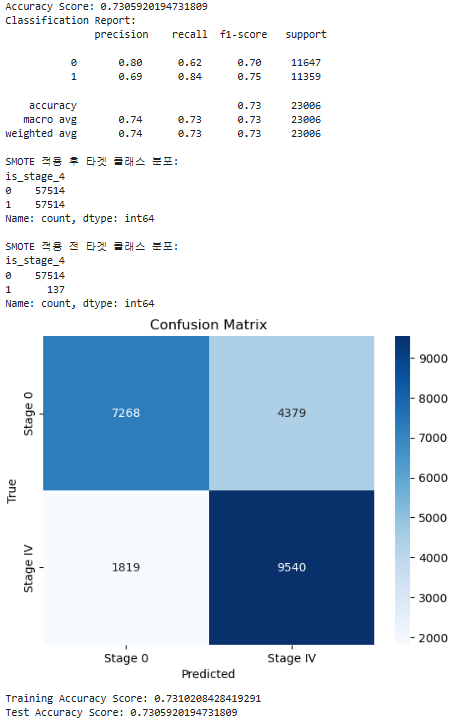 Accuracy Score: 0.7305920194731809
Classification Report:
precision recall f1-score support
0 0.80 0.62 0.70 11647
1 0.69 0.84 0.75 11359
accuracy 0.73 23006
macro avg 0.74 0.73 0.73 23006
weighted avg 0.74 0.73 0.73 23006
SMOTE 적용 후 타겟 클래스 분포:
is_stage_4
0 57514
1 57514
Name: count, dtype: int64
SMOTE 적용 전 타겟 클래스 분포:
is_stage_4
0 57514
1 137
Name: count, dtype: int64
Confusion Matrix
Stage 0
7268
4379
True
Stage IV
1819
9540
Stage 0
Stage IV
Predicted
9000
8000
7000
6000
5000
4000
3000
2000
Training Accuracy Score: 0.7310208428419291
Test Accuracy Score: 0.7305920194731809